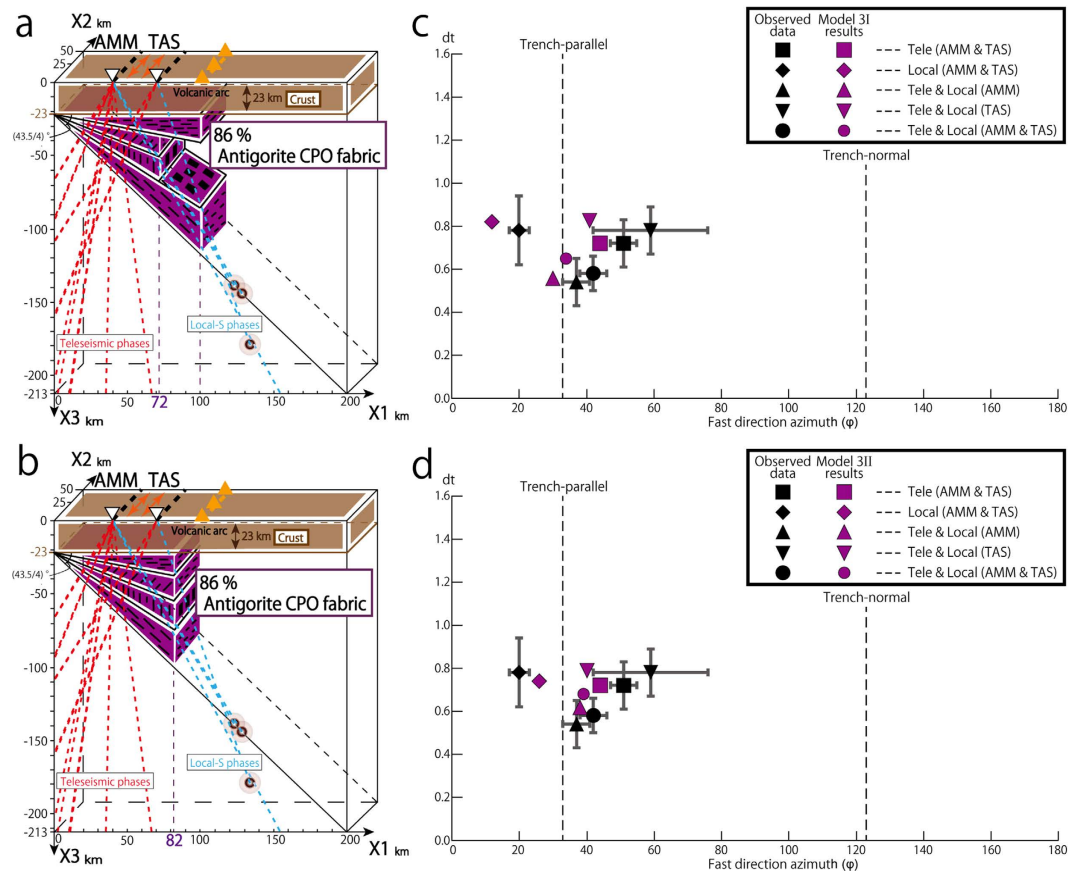 a
X2 km
AMM TAS
50
25
0
Volcanic arc
23 km
Crust
-23
86 %
Antigorite CPO fabric
(43.5/4) °
-50
-100
-150
Local-S phases
Teleseismic phases
-200
-213
0
50
72
100
150
200
X1 km
X3 km
c
dt
Trench-parallel
Trench-normal
1.6
1.4
1.2
1.0
0.8
0.6
0.4
0.2
0.0
0
20
40
60
80
100
120
140
160
180
Fast direction azimuth (φ)
Observed data
Model 3I results
Tele (AMM & TAS)
Local (AMM & TAS)
Tele & Local (AMM)
Tele & Local (TAS)
Tele & Local (AMM & TAS)
b
X2 km
AMM TAS
50
25
0
Volcanic arc
23 km
Crust
-23
86 %
Antigorite CPO fabric
(43.5/4) °
-50
-100
-150
Local-S phases
Teleseismic phases
-200
-213
0
50
82
100
150
200
X1 km
X3 km
d
dt
Trench-parallel
Trench-normal
1.6
1.4
1.2
1.0
0.8
0.6
0.4
0.2
0.0
0
20
40
60
80
100
120
140
160
180
Fast direction azimuth (φ)
Observed data
Model 3II results
Tele (AMM & TAS)
Local (AMM & TAS)
Tele & Local (AMM)
Tele & Local (TAS)
Tele & Local (AMM & TAS)